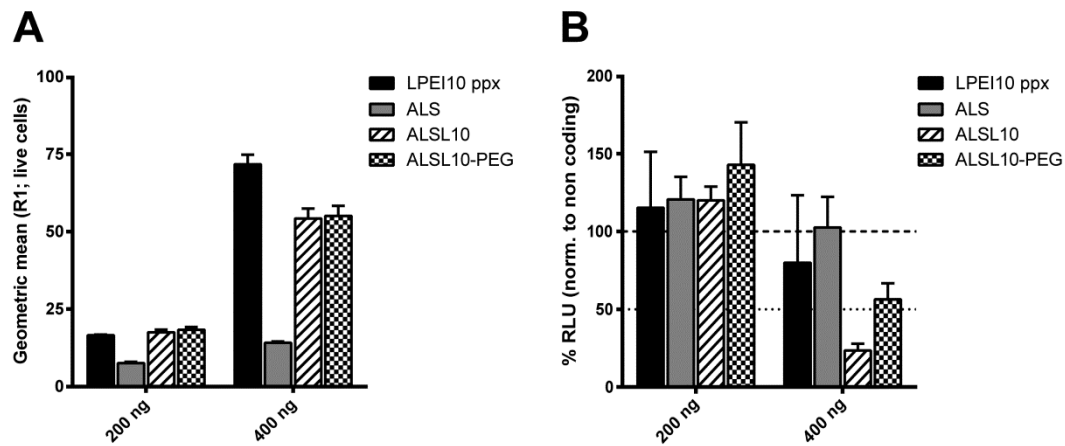 A
Geometric mean (R1; live cells)
100
75
50
25
0
200 ng
400 ng
LPEI10 ppx
ALS
ALSL10
ALSL10-PEG
B
% RLU (norm. to non coding)
200
150
100
50
0
200 ng
400 ng
LPEI10 ppx
ALS
ALSL10
ALSL10-PEG